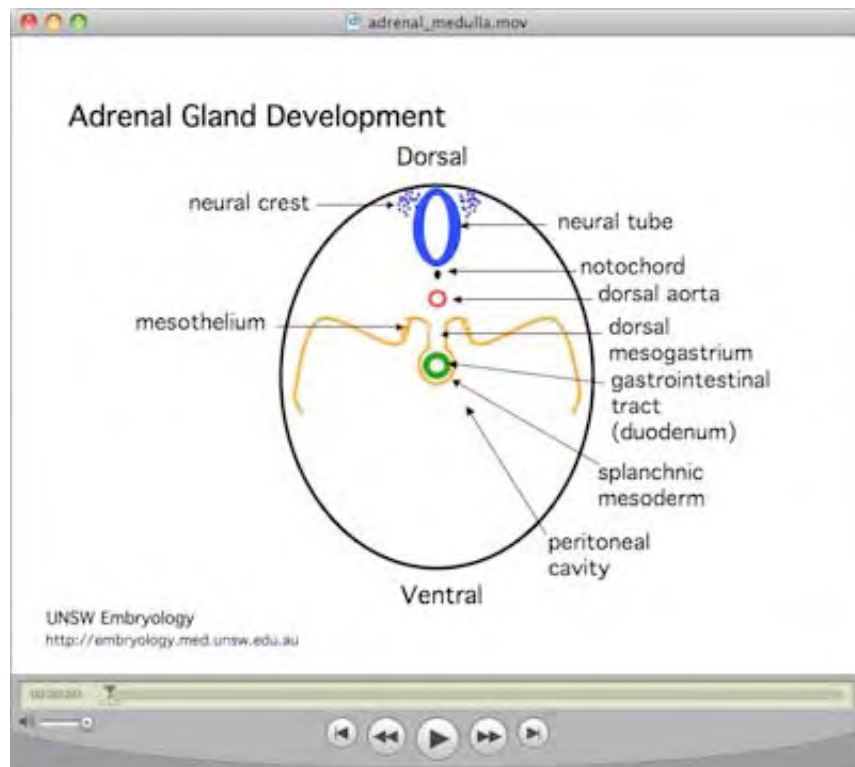 adrenal_medulla.mov
Adrenal Gland Development
Dorsal
neural crest
neural tube
notochord
dorsal aorta
mesothelium
dorsal
mesogastrium
gastrointestinal
tract
(duodenum)
splanchnic
mesoderm
peritoneal
cavity
Ventral
UNSW Embryology
http://embryology.med.unsw.edu.au